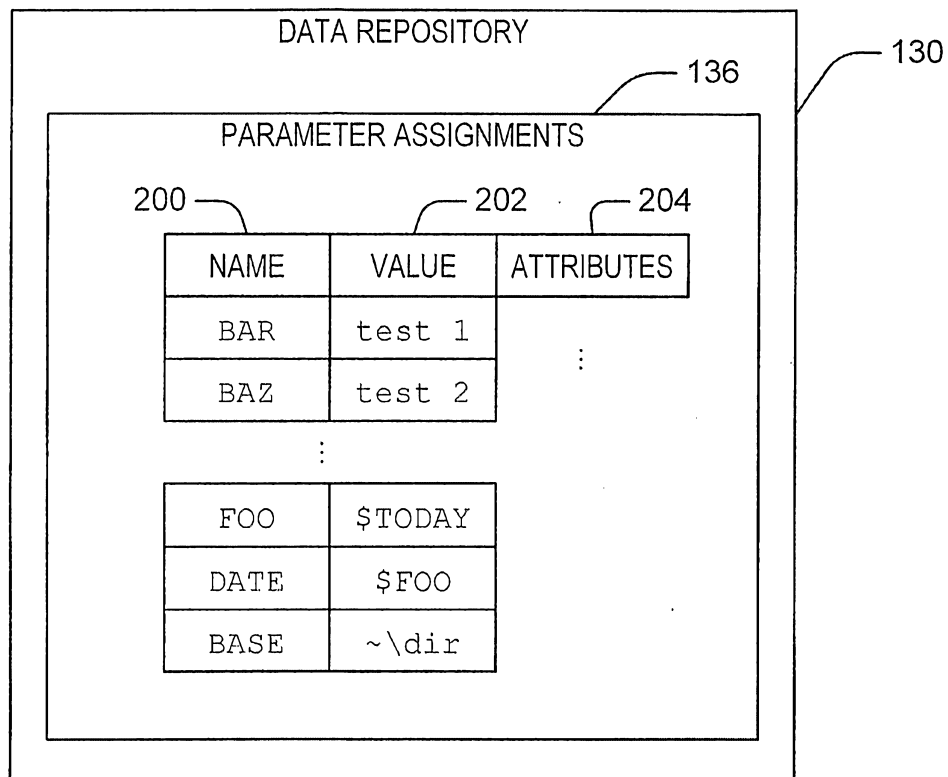 DATA REPOSITORY
130
136
PARAMETER ASSIGNMENTS
200 202 204
NAME VALUE ATTRIBUTES
BAR test 1
BAZ test 2
FOO $TODAY
DATE $FOO
BASE ~\dir